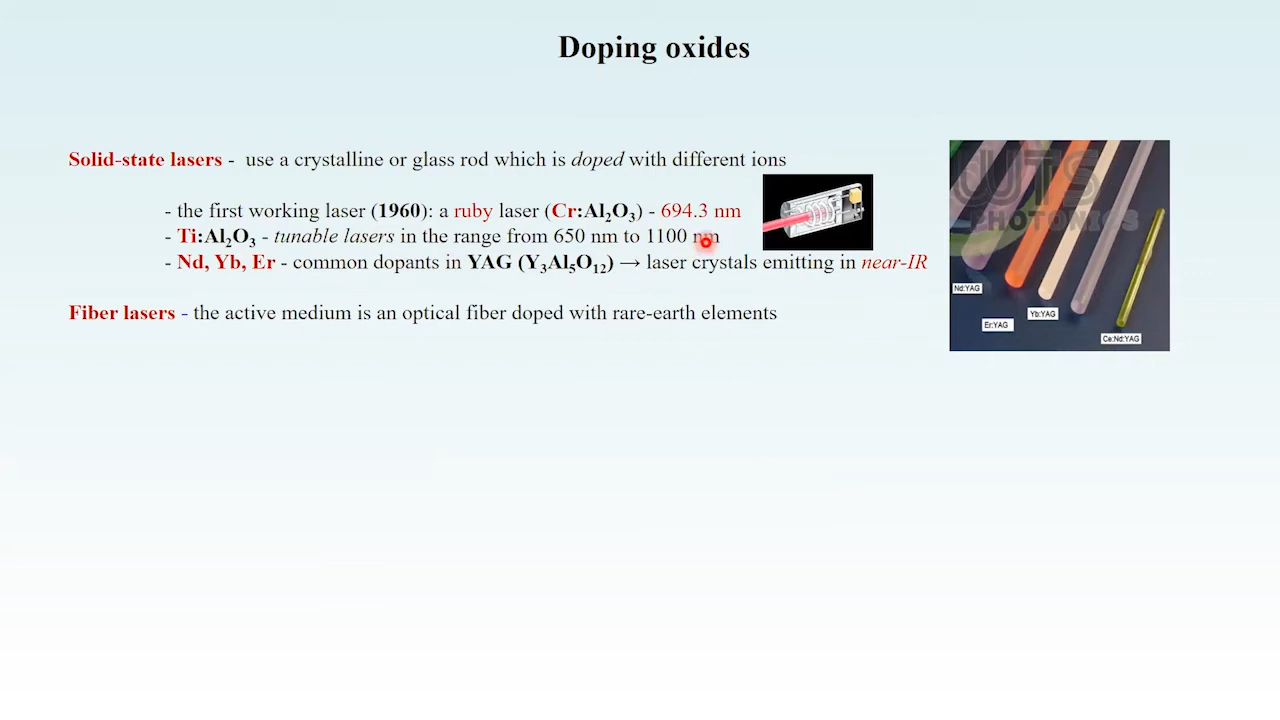 Doping oxides
Solid-state lasers - use a crystalline or glass rod which is doped with different ions
- the first working laser (1960): a ruby laser (Cr:Al₂O₃) - 694.3 nm
- Ti:Al₂O₃ - tunable lasers in the range from 650 nm to 1100 nm
- Nd, Yb, Er - common dopants in YAG (Y₃Al₅O₁₂) → laser crystals emitting in near-IR
Fiber lasers - the active medium is an optical fiber doped with rare-earth elements
UTS
PHOTONICS
Nd:YAG
Er:YAG
Yb:YAG
Ce:Nd:YAG